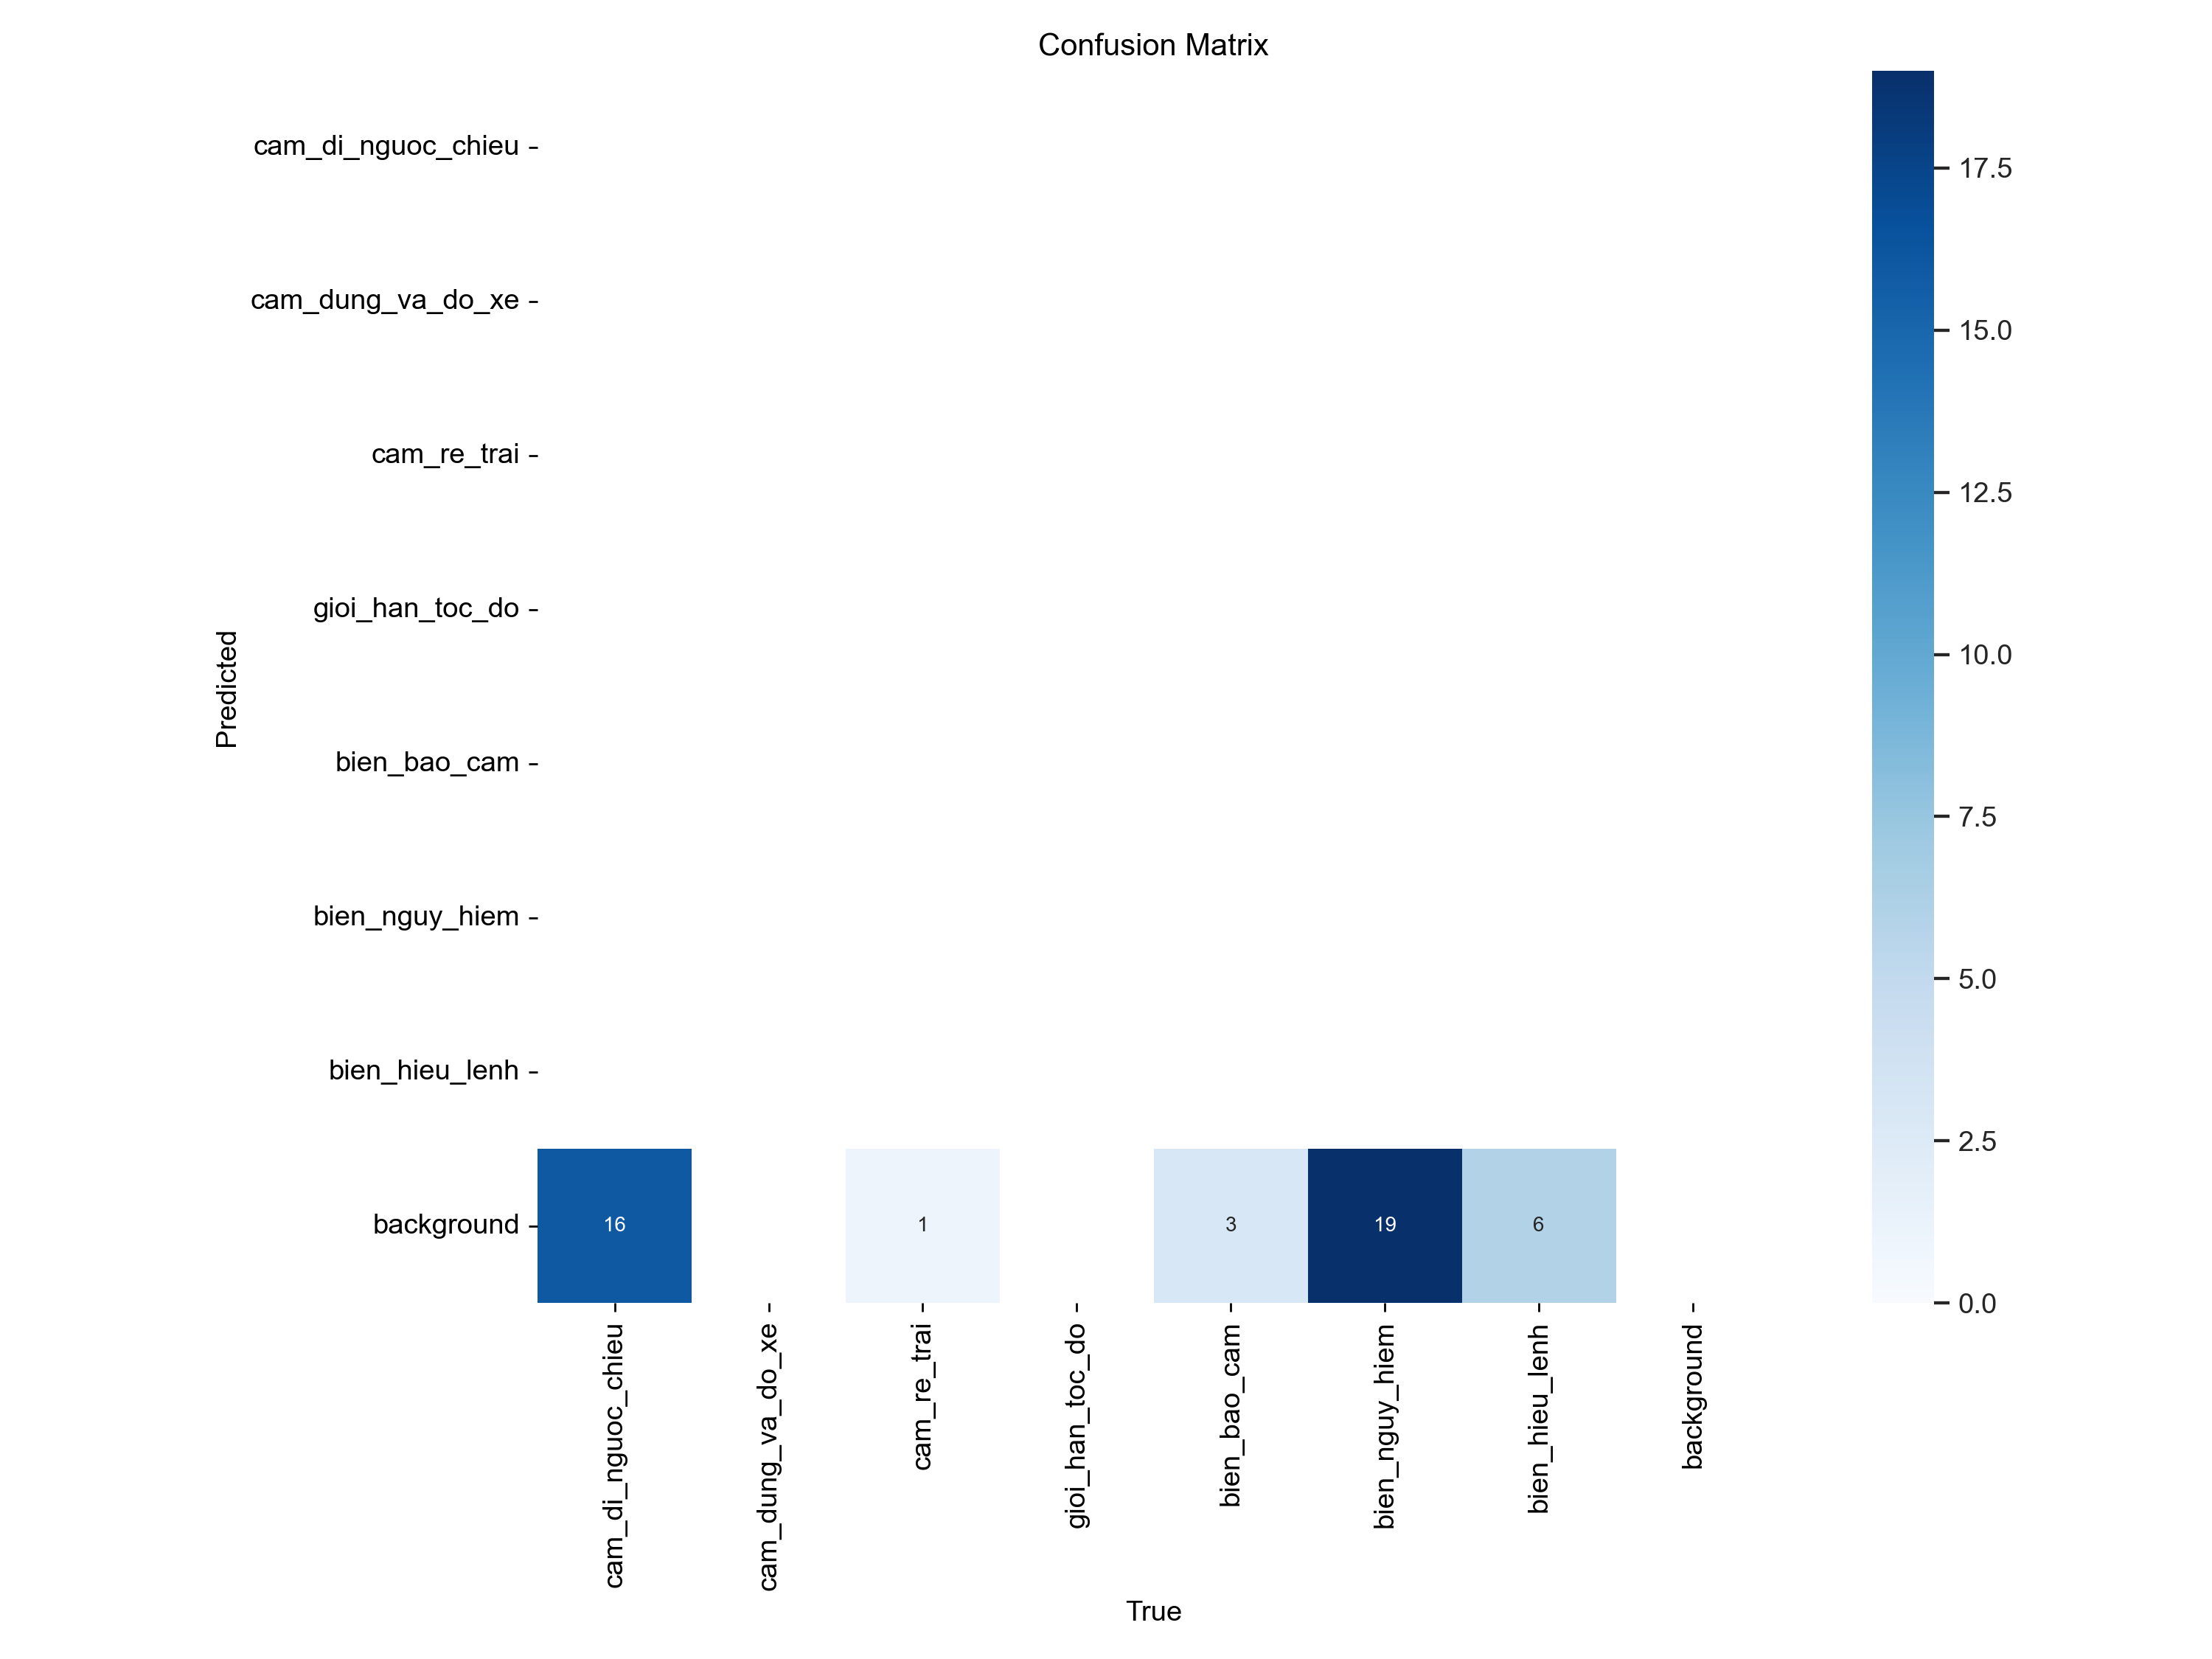 Confusion Matrix
Predicted
cam_di_nguoc_chieu
cam_dung_va_do_xe
cam_re_trai
gioi_han_toc_do
bien_bao_cam
bien_nguy_hiem
bien_hieu_lenh
background
16
1
3
19
6
cam_di_nguoc_chieu
cam_dung_va_do_xe
cam_re_trai
gioi_han_toc_do
bien_bao_cam
bien_nguy_hiem
bien_hieu_lenh
background
True
17.5
15.0
12.5
10.0
7.5
5.0
2.5
0.0